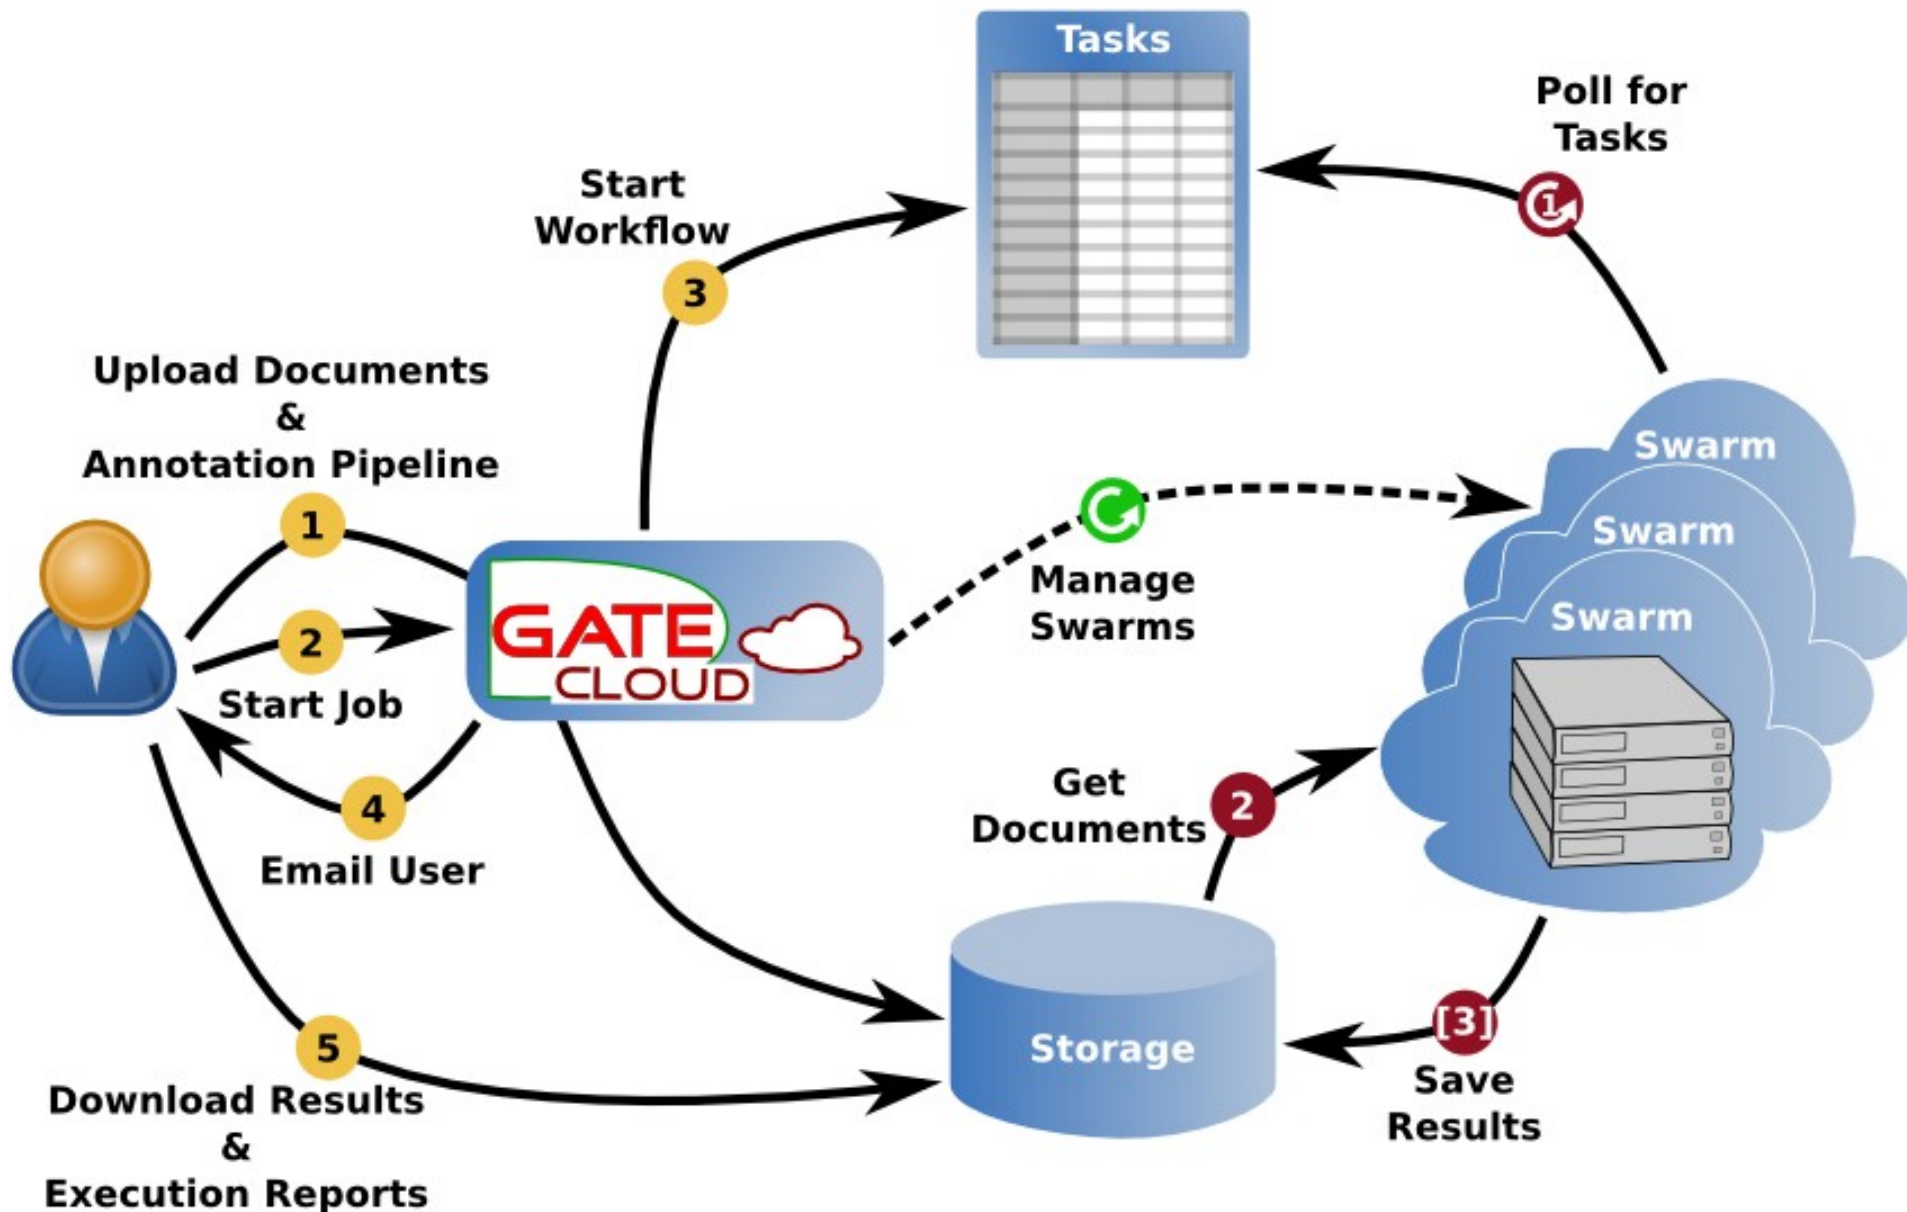 Tasks
Poll for
Tasks
1
Start
Workflow
3
Upload Documents
&
Annotation Pipeline
1
2
Start Job
GATE
CLOUD
Manage
Swarms
Swarm
Swarm
Swarm
4
Email User
Get
Documents
2
Storage
[3]
Save
Results
5
Download Results
&
Execution Reports